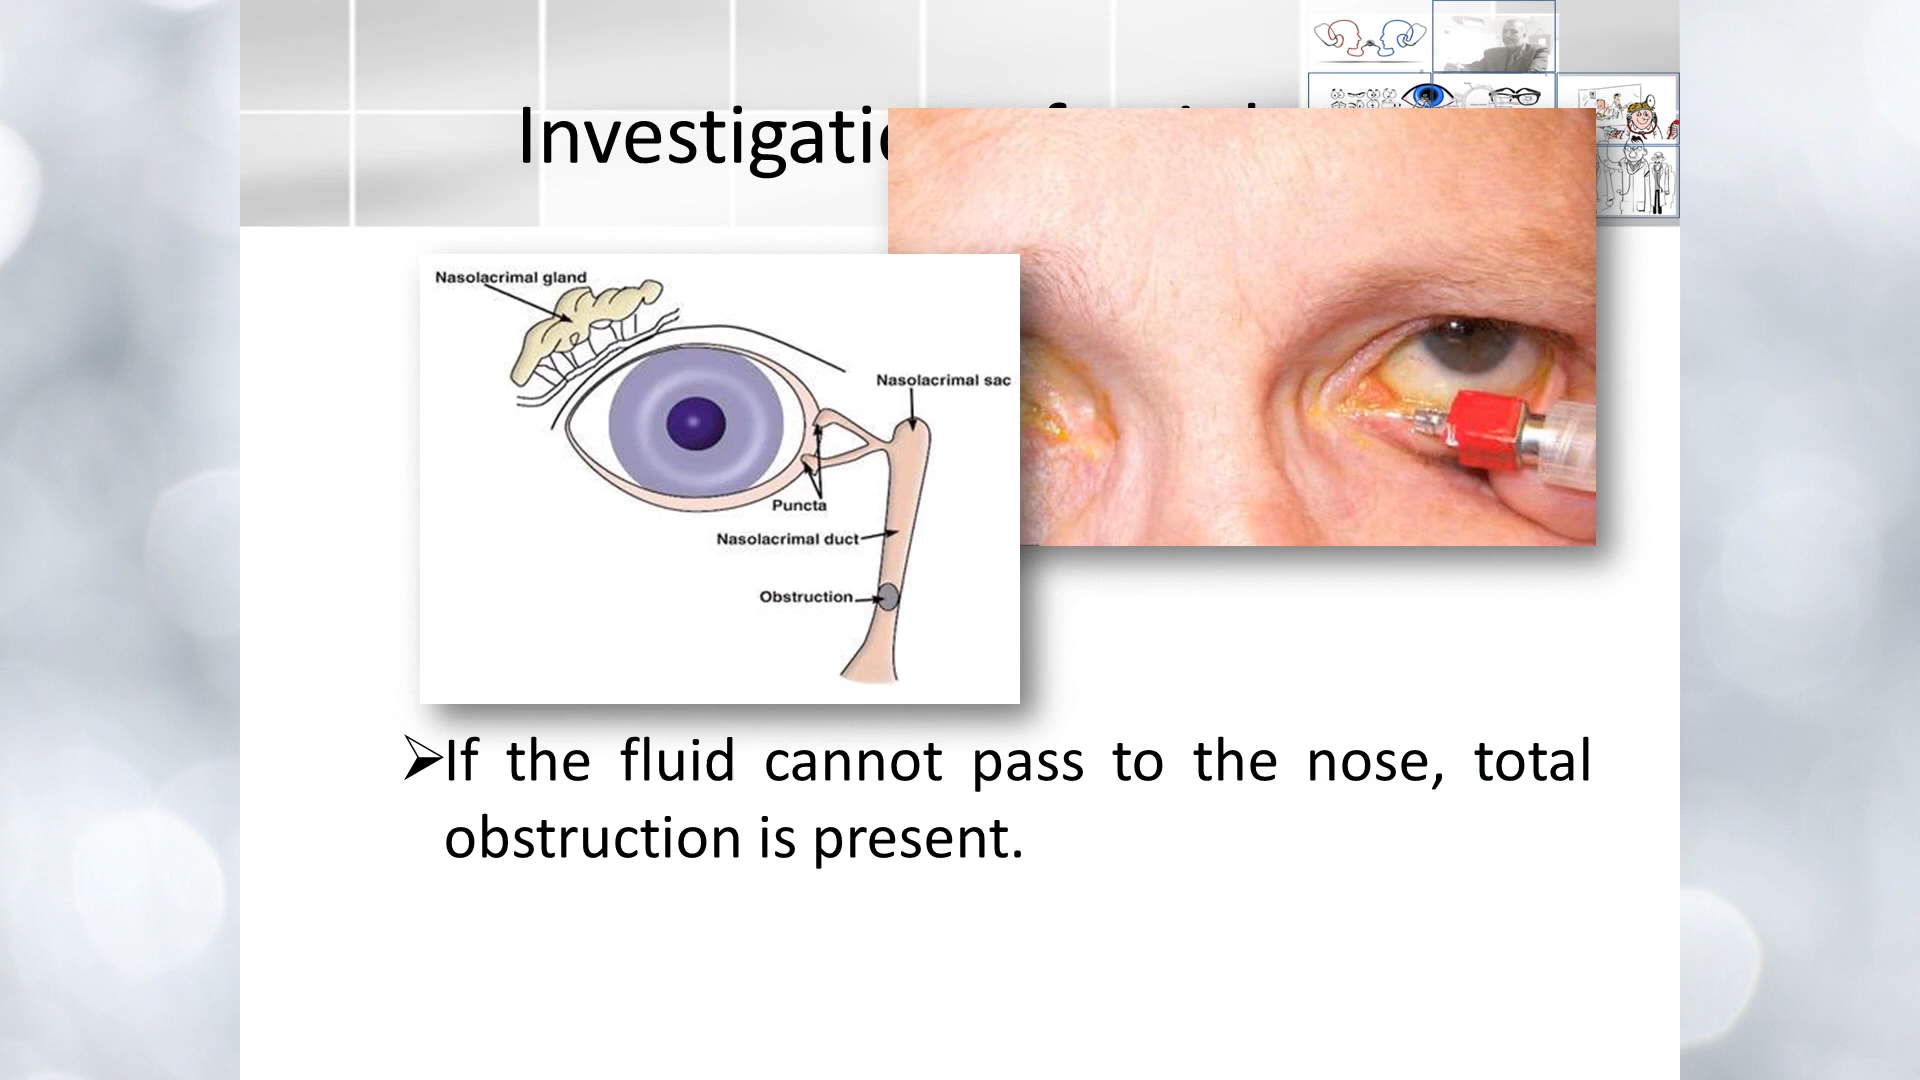 Investigatio
Nasolacrimal gland
Nasolacrimal sac
Puncta
Nasolacrimal duct
Obstruction
➢If the fluid cannot pass to the nose, total
obstruction is present.